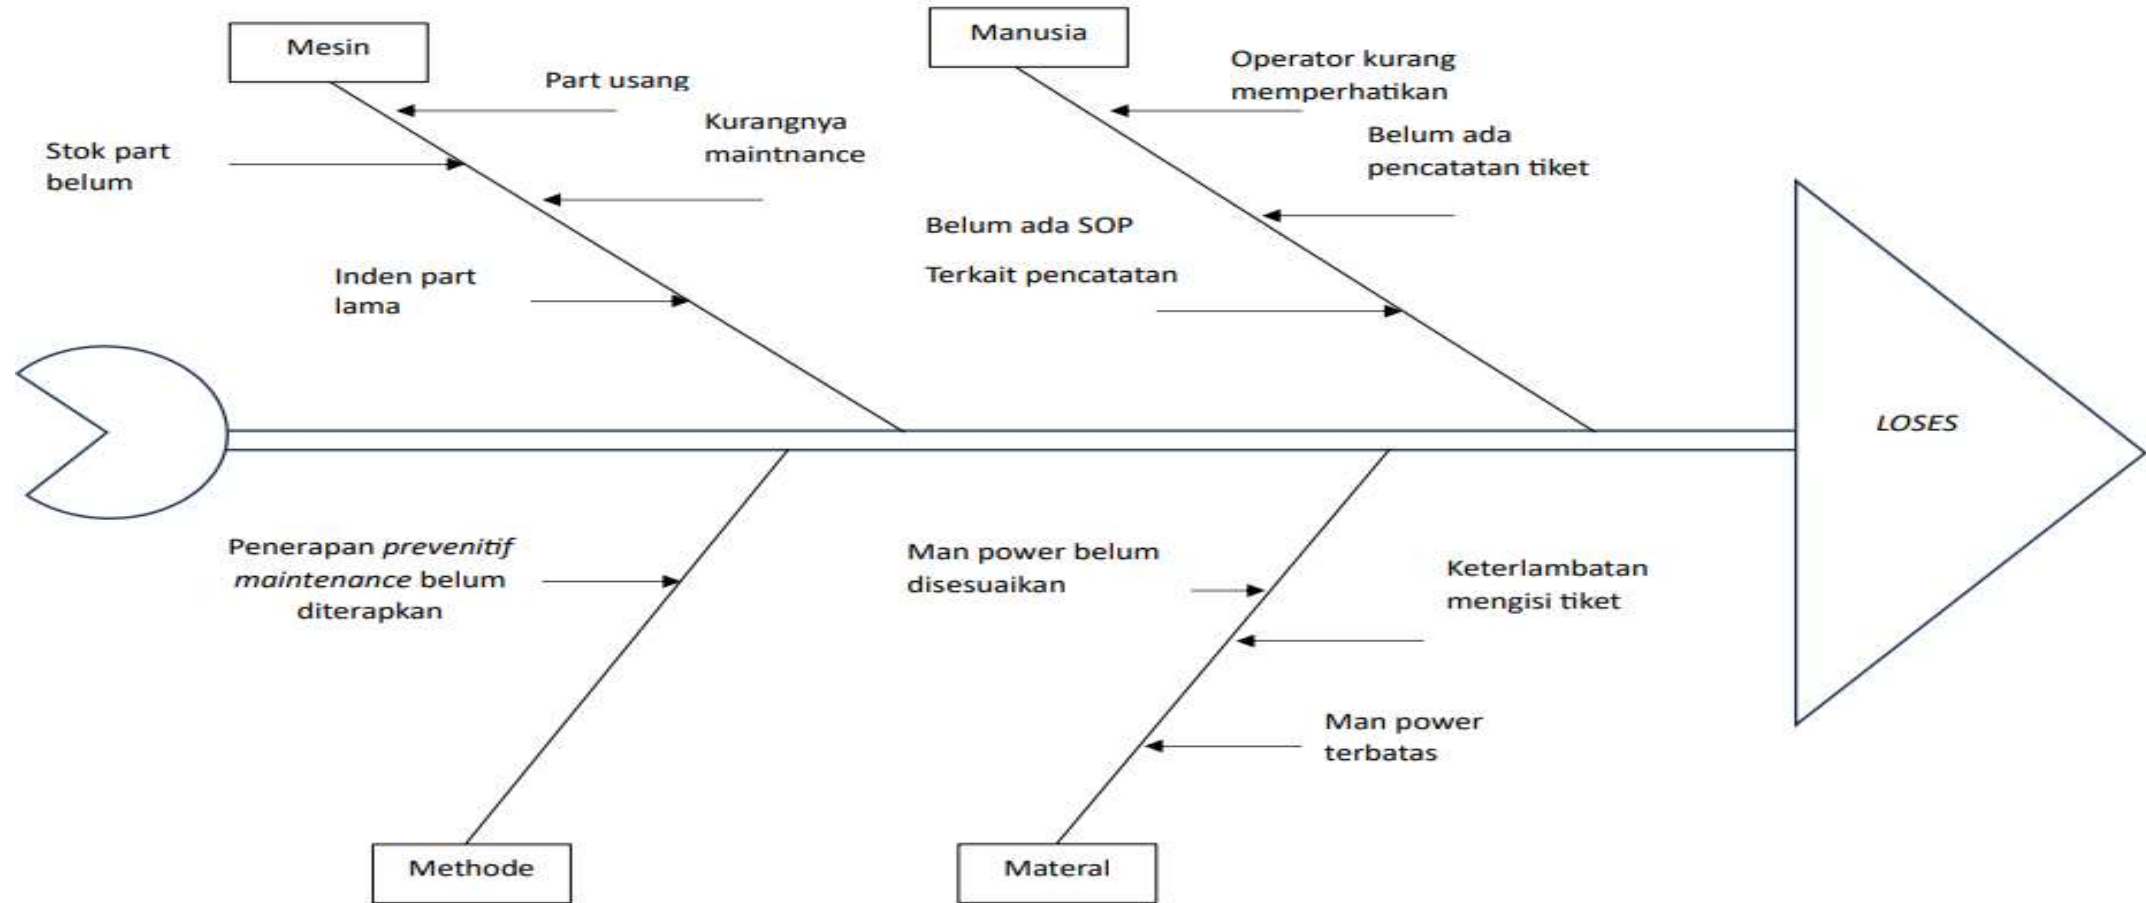 Mesin
Manusia
Part usang
Operator kurang
memperhatikan
Kurangnya
maintnance
Belum ada
pencatatan tiket
Stok part
belum
Belum ada SOP
Terkait pencatatan
Inden part
lama
LOSES
Penerapan prevenitif
maintenance belum
diterapkan
Man power belum
disesuaikan
Keterlambatan
mengisi tiket
Man power
terbatas
Methode
Materal